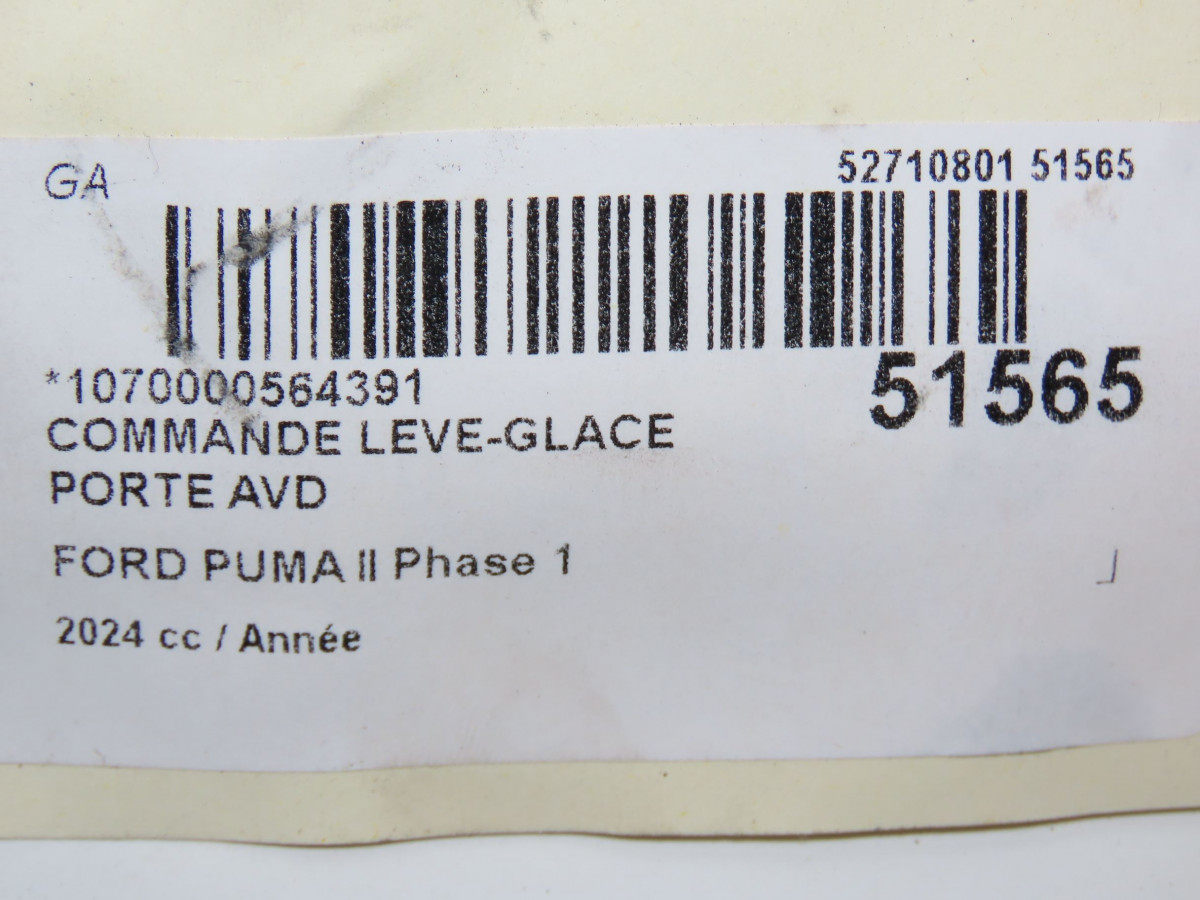 GA
52710801 51565
*1070000564391
51565
COMMANDE LEVE-GLACE
PORTE AVD
FORD PUMA II Phase 1
2024 cc / Année